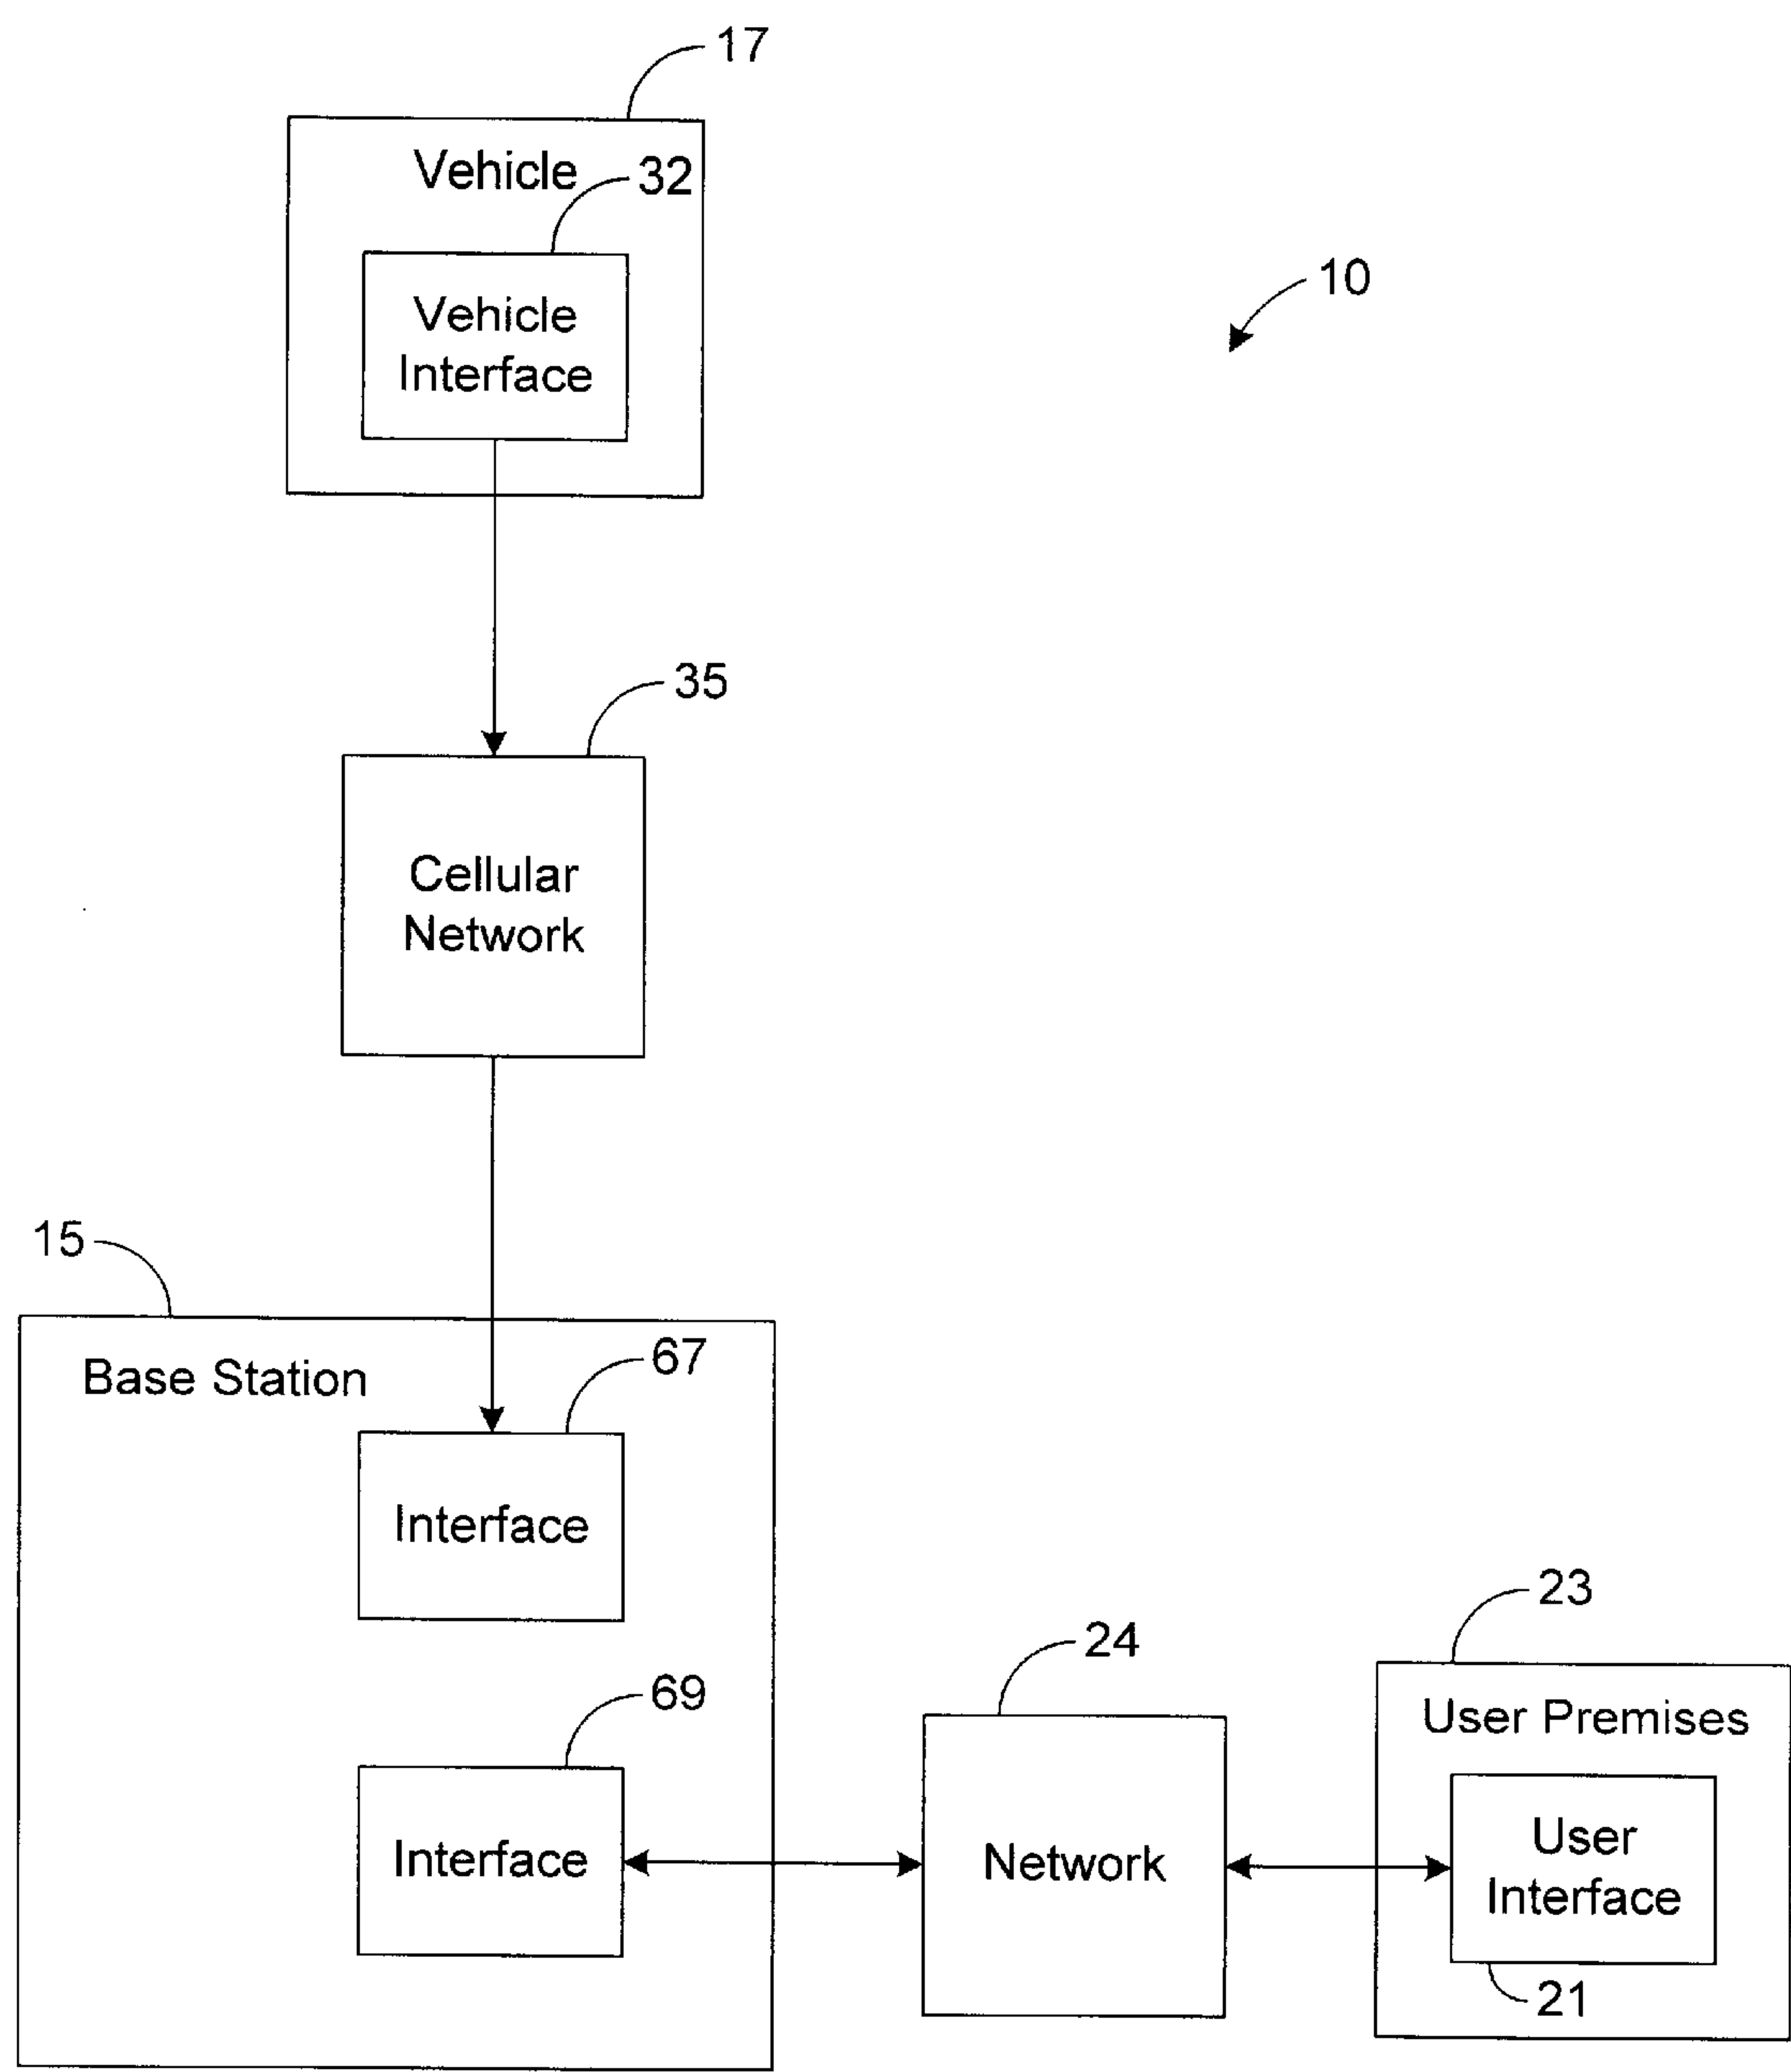 17
Vehicle
32
Vehicle
Interface
10
35
Cellular
Network
15
Base Station
67
Interface
69
Interface
24
Network
23
User Premises
User
Interface
21